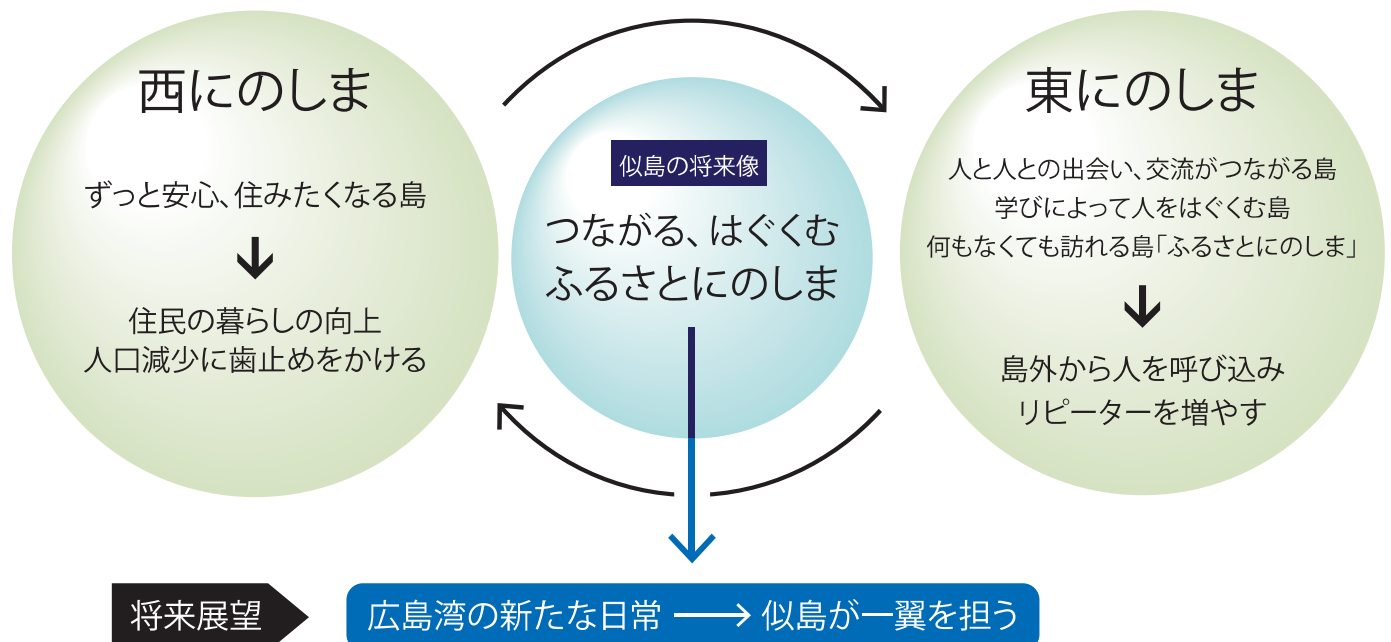 西にのしま
ずっと安心、住みたくなる島
住民の暮らしの向上
人口減少に歯止めをかける
似島の将来像
つながる、はぐくむ
ふるさとにのしま
東にのしま
人と人との出会い、交流がつながる島
学びによって人をはぐくむ島
何もなくても訪れる島「ふるさとにのしま」
島外から人を呼び込み
リピーターを増やす
将来展望
広島湾の新たな日常 → 似島が一翼を担う